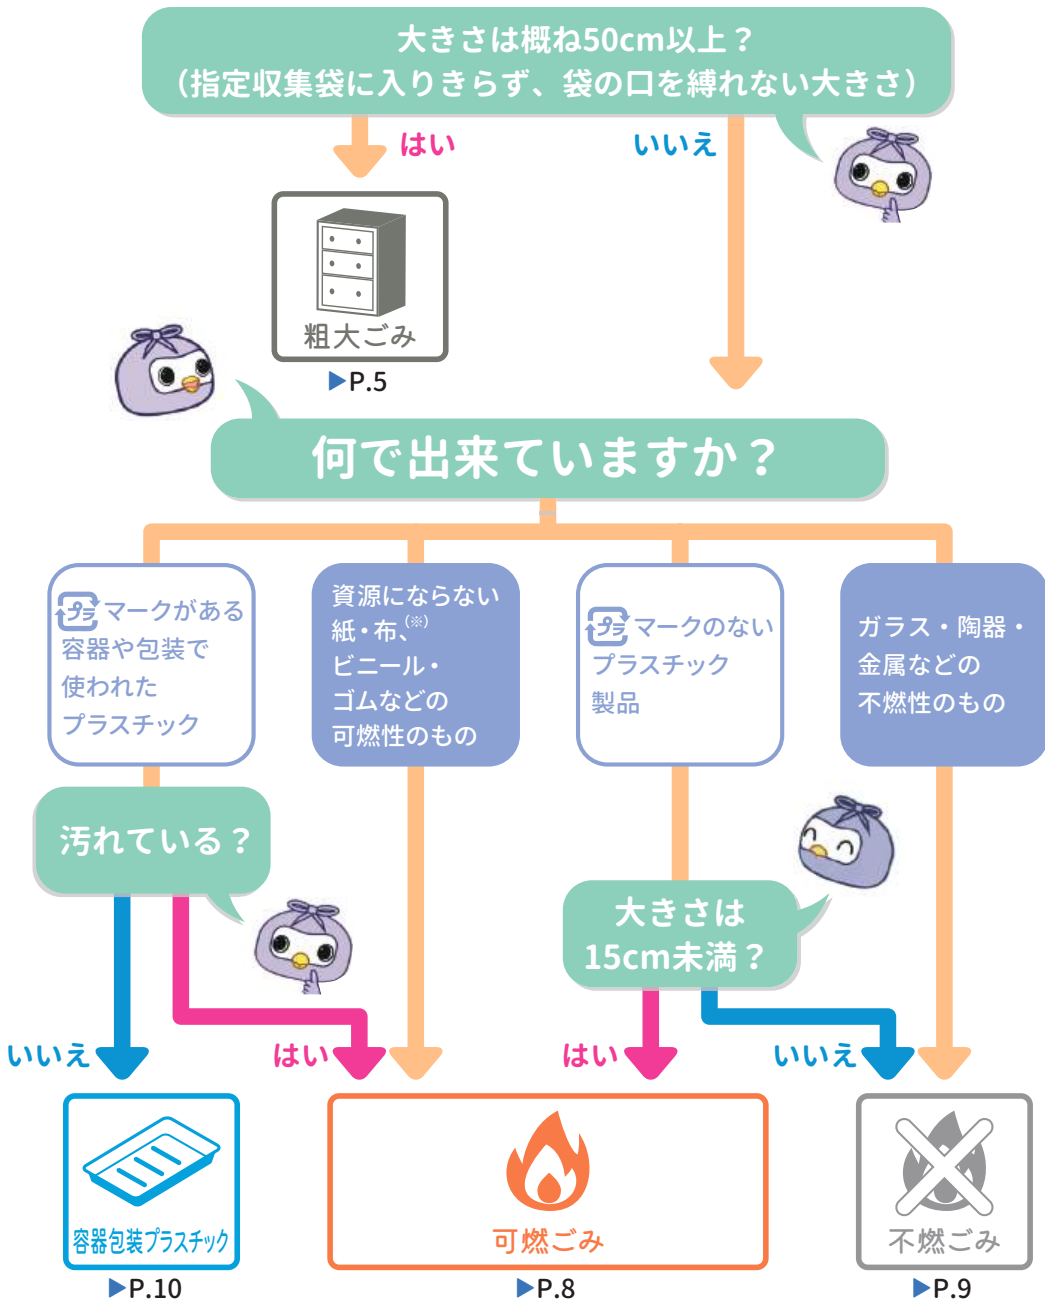 大きさは概ね50cm以上？
（指定収集袋に入りきらず、袋の口を縛れない大きさ）
はい
いいえ
粗大ごみ
▶P.5
何で出来ていますか？
プラマークがある
容器や包装で
使われた
プラスチック
資源にならない
紙・布、(※)
ビニール・
ゴムなどの
可燃性のもの
プラマークのない
プラスチック
製品
ガラス・陶器・
金属などの
不燃性のもの
汚れている？
大きさは
15cm未満？
いいえ
はい
はい
いいえ
容器包装プラスチック
▶P.10
可燃ごみ
▶P.8
不燃ごみ
▶P.9